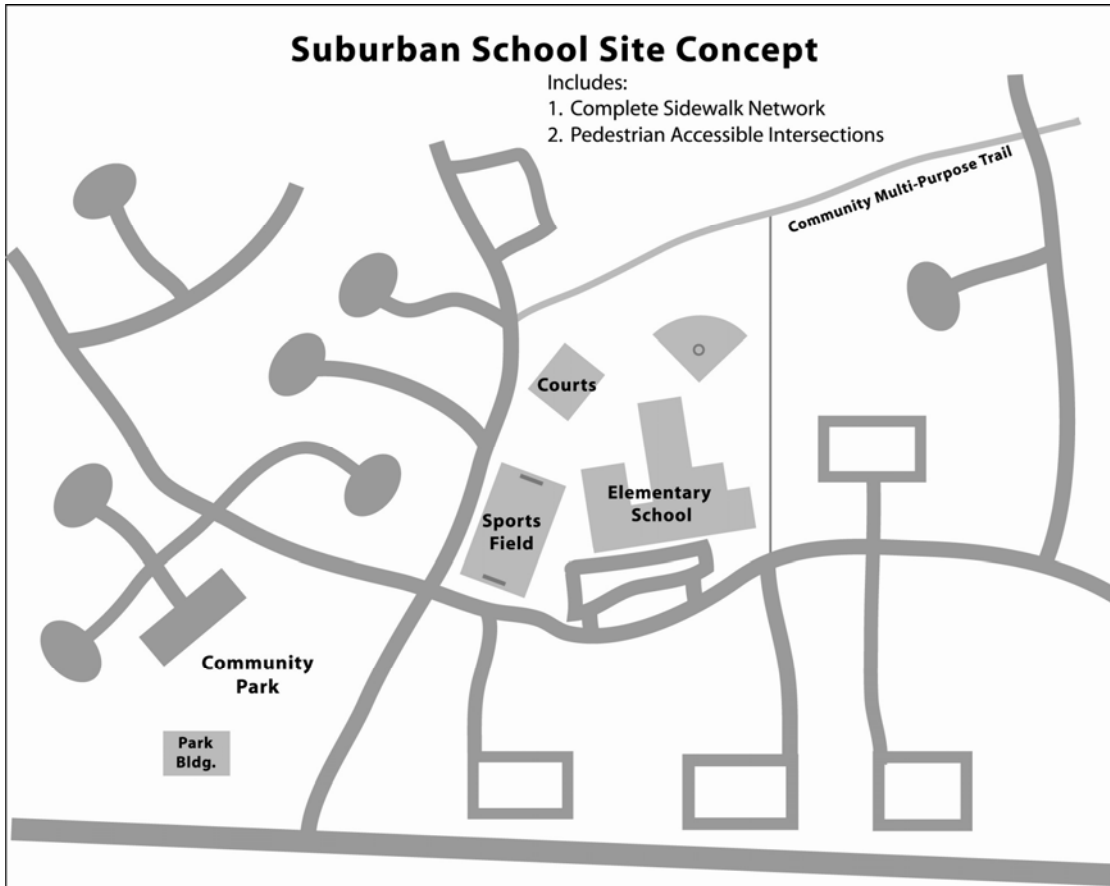 Suburban School Site Concept
Includes:
1. Complete Sidewalk Network
2. Pedestrian Accessible Intersections
Community Multi-Purpose Trail
Courts
Elementary
School
Sports
Field
Community
Park
Park
Bldg.